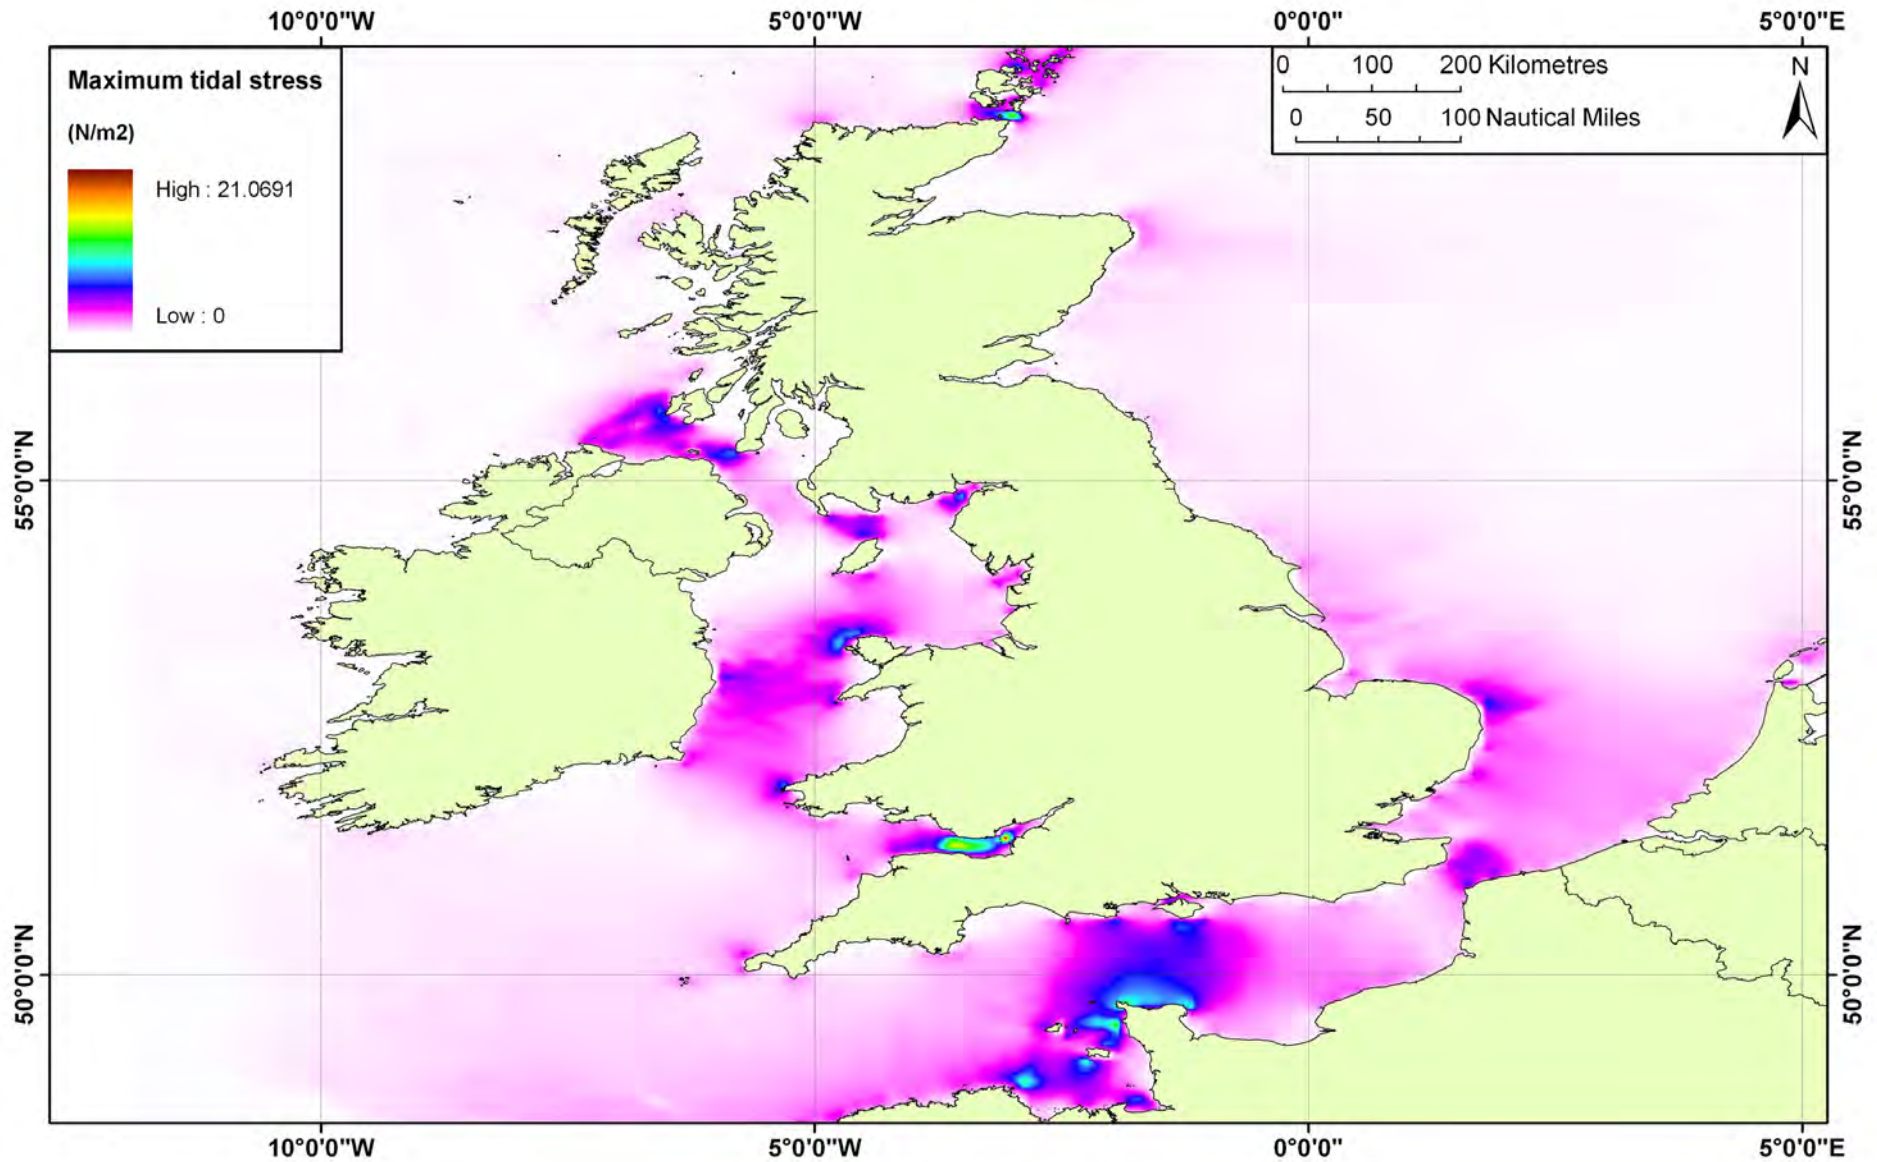 10°0'0"W 5°0'0"W 0°0'0" 5°0'0"E
Maximum tidal stress
(N/m2)
High : 21.0691
Low : 0
0 100 200 Kilometres
0 50 100 Nautical Miles
N
55°0'0"N 55°0'0"N
50°0'0"N 50°0'0"N
10°0'0"W 5°0'0"W 0°0'0" 5°0'0"E